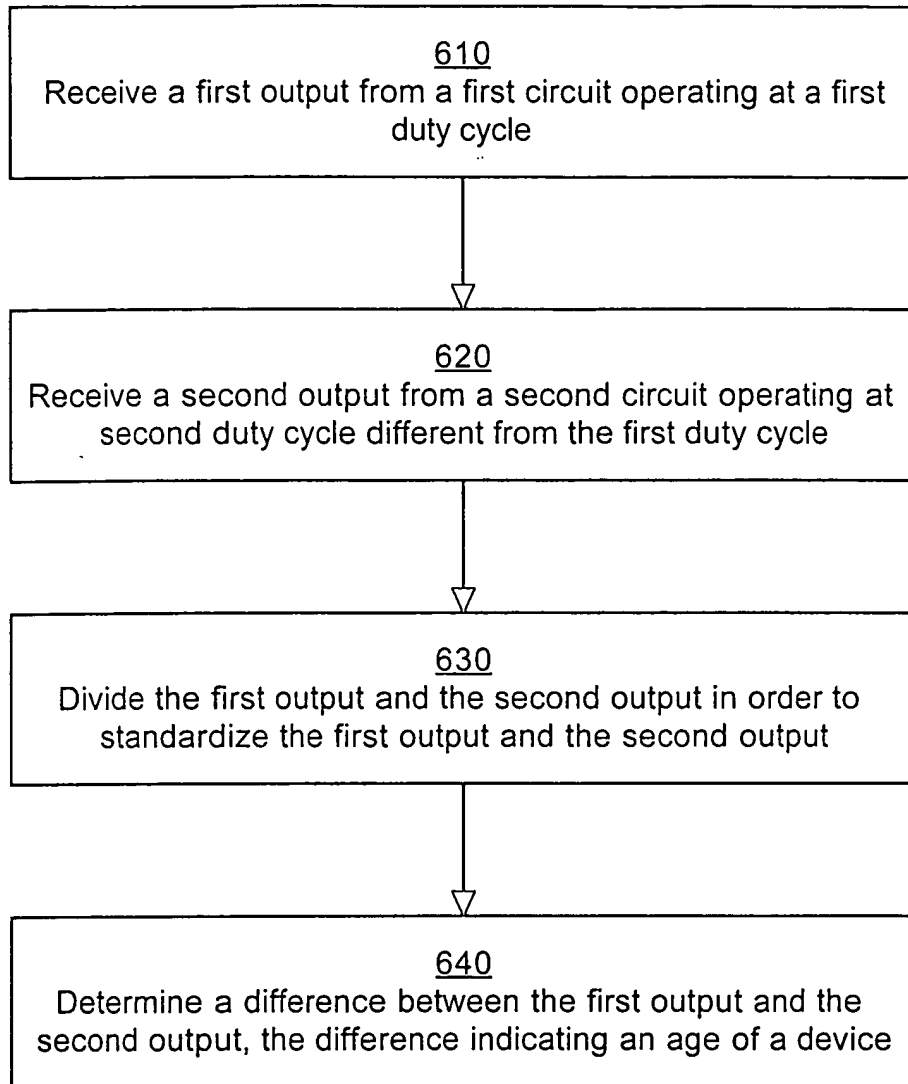 610
Receive a first output from a first circuit operating at a first
duty cycle
620
Receive a second output from a second circuit operating at
second duty cycle different from the first duty cycle
630
Divide the first output and the second output in order to
standardize the first output and the second output
640
Determine a difference between the first output and the
second output, the difference indicating an age of a device